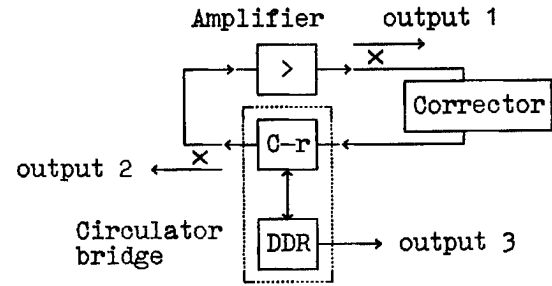 Amplifier
output 1
>
×
Corrector
C-r
×
output 2
Circulator
bridge
DDR
output 3